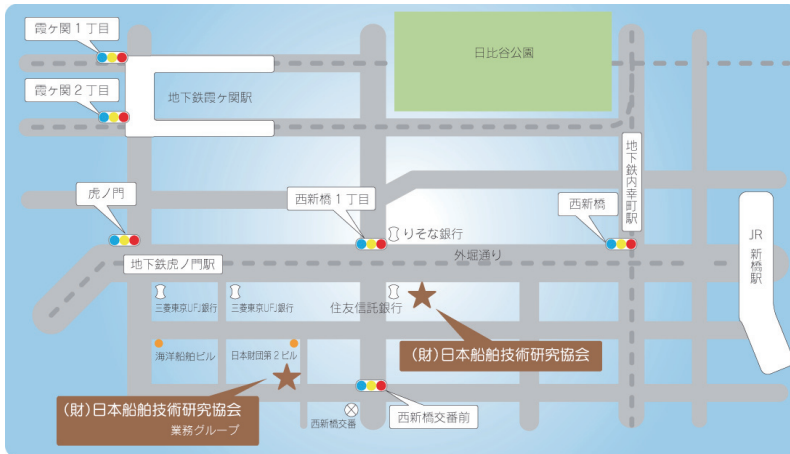 霞ヶ関1丁目
日比谷公園
霞ヶ関2丁目
地下鉄霞ヶ関駅
地下鉄内幸町駅
虎ノ門
西新橋1丁目
西新橋
りそな銀行
JR新橋駅
外堀通り
地下鉄虎ノ門駅
三菱東京UFJ銀行
三菱東京UFJ銀行
住友信託銀行
海洋船舶ビル
日本財団第2ビル
(財)日本船舶技術研究協会
(財)日本船舶技術研究協会
業務グループ
西新橋交番
西新橋交番前